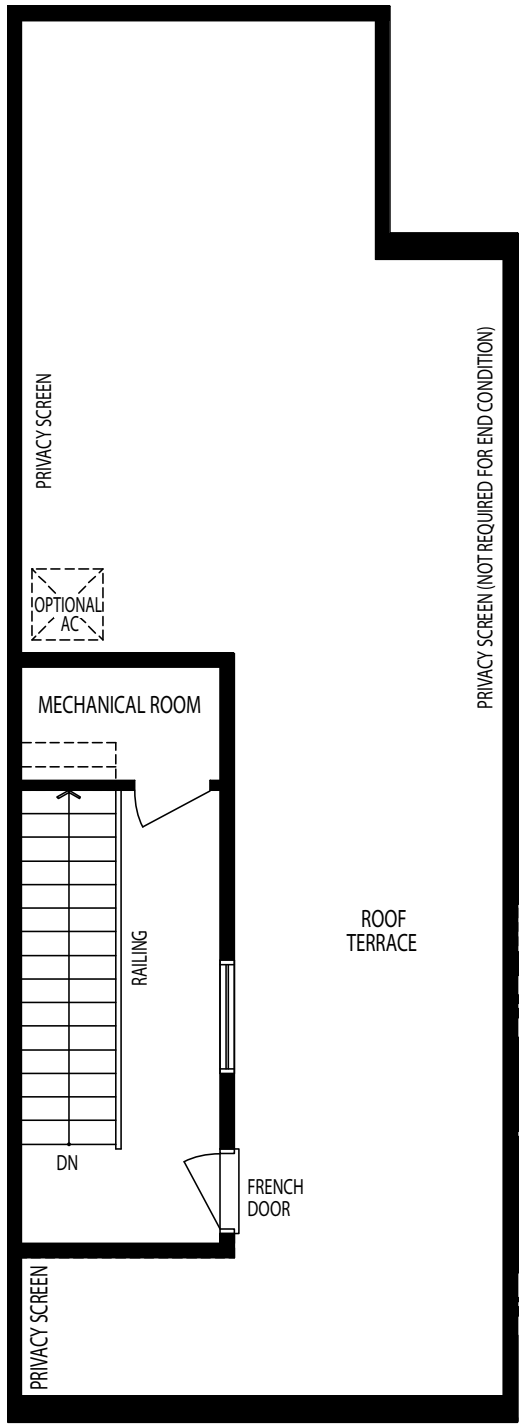 PRIVACY SCREEN
PRIVACY SCREEN (NOT REQUIRED FOR END CONDITION)
OPTIONAL
AC
MECHANICAL ROOM
ROOF
TERRACE
RAILING
DN
FRENCH
DOOR
PRIVACY SCREEN